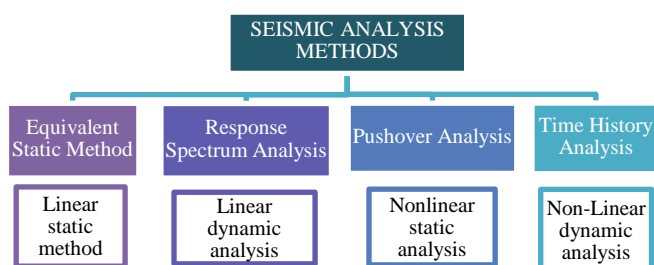 SEISMIC ANALYSIS
METHODS
Equivalent
Static Method
Response
Spectrum Analysis
Pushover Analysis
Time History
Analysis
Linear
static
method
Linear
dynamic
analysis
Nonlinear
static
analysis
Non-Linear
dynamic
analysis